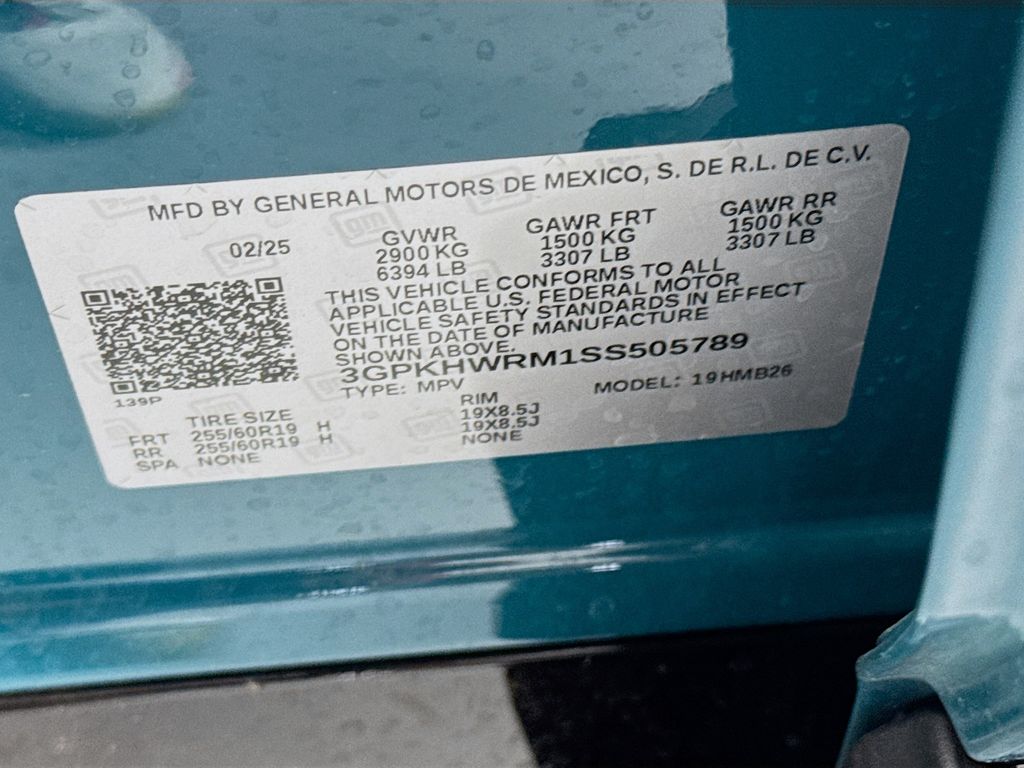 MFD BY GENERAL MOTORS DE MEXICO, S. DE R.L. DE C.V.
02/25 GVWR GAWR FRT GAWR RR
2900 KG 1500 KG 1500 KG
6394 LB 3307 LB 3307 LB
THIS VEHICLE CONFORMS TO ALL
APPLICABLE U.S. FEDERAL MOTOR
VEHICLE SAFETY STANDARDS IN EFFECT
ON THE DATE OF MANUFACTURE
SHOWN ABOVE.
3GPKHWRM1SS505789
TYPE: MPV MODEL: 19HMB26
139P
TIRE SIZE RIM
FRT 255/60R19 H 19X8.5J
RR 255/60R19 H 19X8.5J
SPA NONE NONE